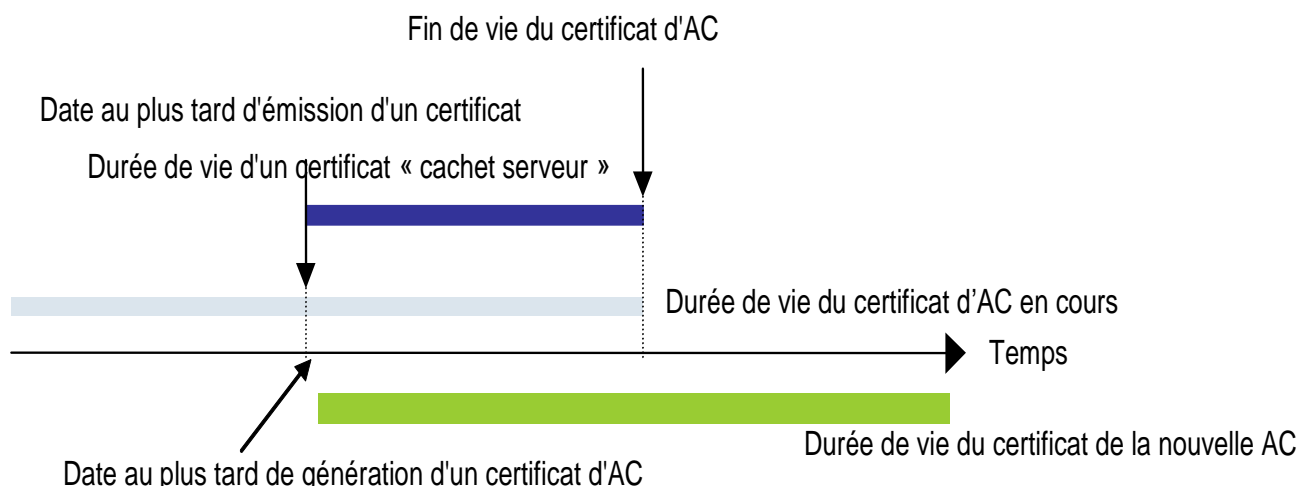 Fin de vie du certificat d'AC
Date au plus tard d'émission d'un certificat
Durée de vie d'un certificat « cachet serveur »
Durée de vie du certificat d’AC en cours
Temps
Durée de vie du certificat de la nouvelle AC
Date au plus tard de génération d'un certificat d'AC